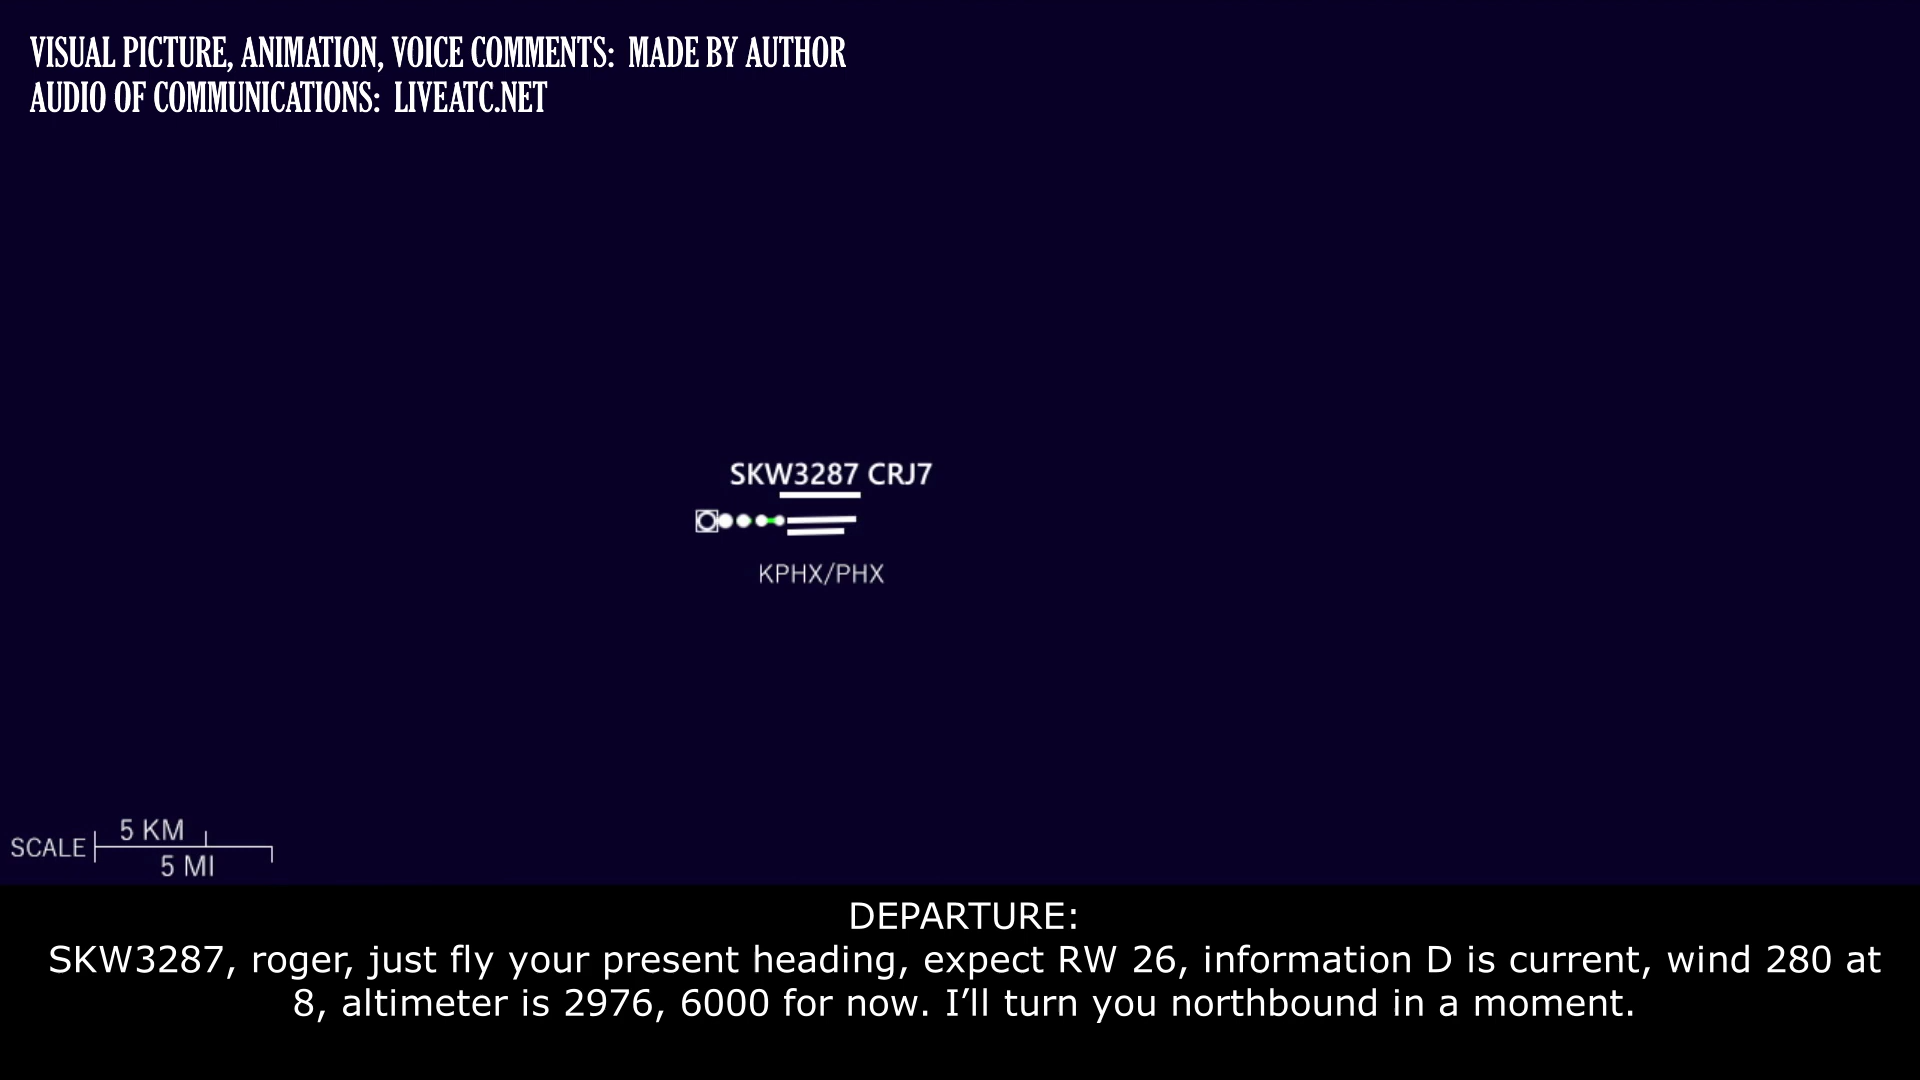 VISUAL PICTURE, ANIMATION, VOICE COMMENTS: MADE BY AUTHOR
AUDIO OF COMMUNICATIONS: LIVEATC.NET
SKW3287 CRJ7
KPHX/PHX
5 KM
SCALE
5 MI
DEPARTURE:
SKW3287, roger, just fly your present heading, expect RW 26, information D is current, wind 280 at
8, altimeter is 2976, 6000 for now. I’ll turn you northbound in a moment.